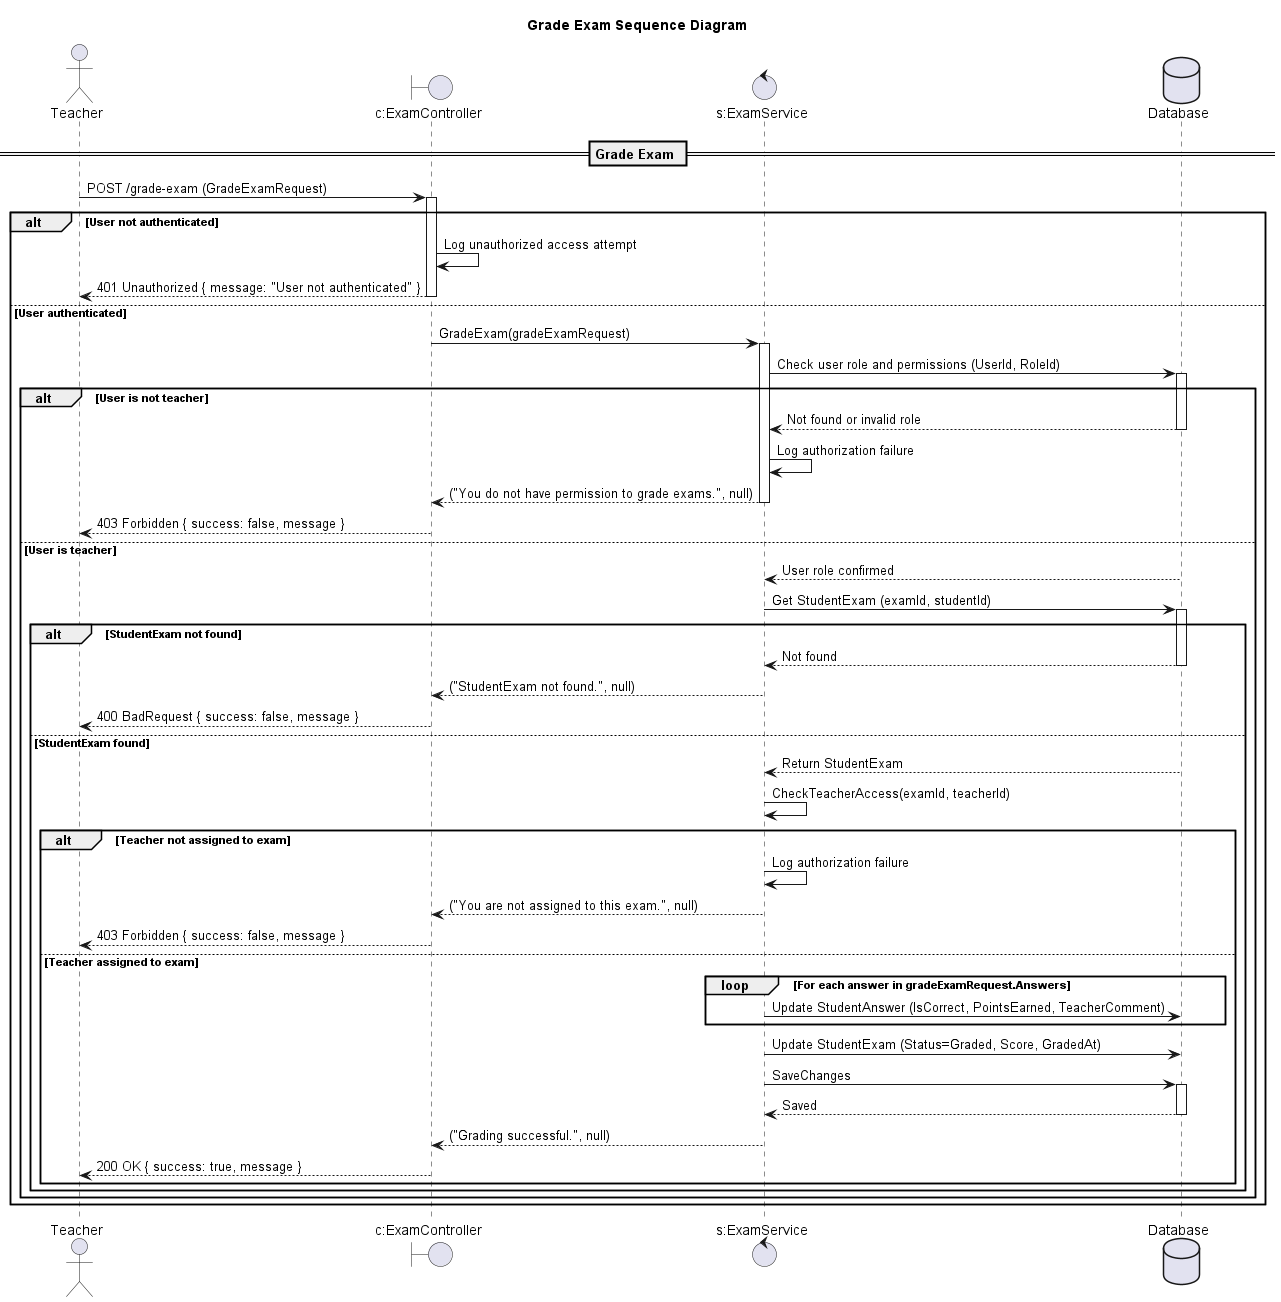 Grade Exam Sequence Diagram
Teacher
c:ExamController
s:ExamService
Database
Grade Exam
POST /grade-exam (GradeExamRequest)
alt
[User not authenticated]
Log unauthorized access attempt
401 Unauthorized { message: "User not authenticated" }
[User authenticated]
GradeExam(gradeExamRequest)
Check user role and permissions (UserId, RoleId)
alt
[User is not teacher]
Not found or invalid role
Log authorization failure
("You do not have permission to grade exams.", null)
403 Forbidden { success: false, message }
[User is teacher]
User role confirmed
Get StudentExam (examId, studentId)
alt
[StudentExam not found]
Not found
("StudentExam not found.", null)
400 BadRequest { success: false, message }
[StudentExam found]
Return StudentExam
CheckTeacherAccess(examId, teacherId)
alt
[Teacher not assigned to exam]
Log authorization failure
("You are not assigned to this exam.", null)
403 Forbidden { success: false, message }
[Teacher assigned to exam]
loop
[For each answer in gradeExamRequest.Answers]
Update StudentAnswer (IsCorrect, PointsEarned, TeacherComment)
Update StudentExam (Status=Graded, Score, GradedAt)
SaveChanges
Saved
("Grading successful.", null)
200 OK { success: true, message }
Teacher
c:ExamController
s:ExamService
Database